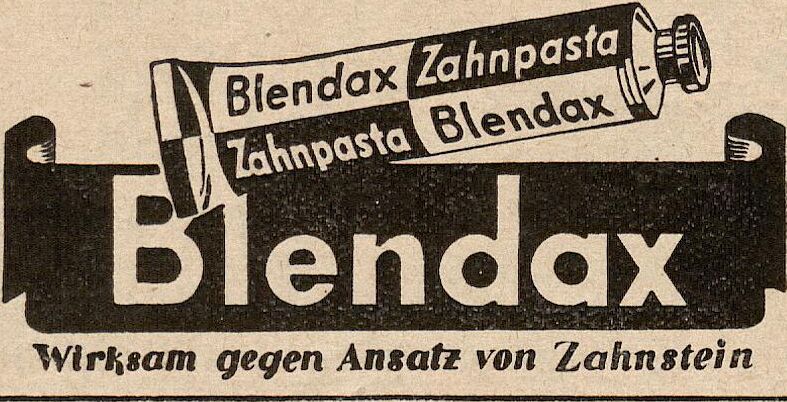 Blendax Zahnpasta
Zahnpasta Blendax
Blendax
Wirksam gegen Ansatz von Zahnstein